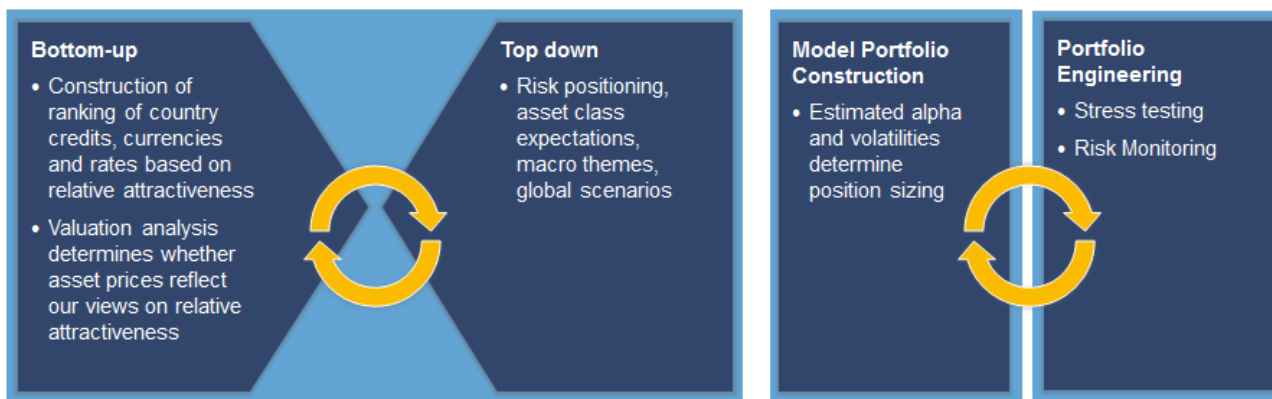 Bottom-up
• Construction of
ranking of country
credits, currencies
and rates based on
relative attractiveness
• Valuation analysis
determines whether
asset prices reflect
our views on relative
attractiveness
Top down
• Risk positioning,
asset class
expectations,
macro themes,
global scenarios
Model Portfolio
Construction
• Estimated alpha
and volatilities
determine
position sizing
Portfolio
Engineering
• Stress testing
• Risk Monitoring